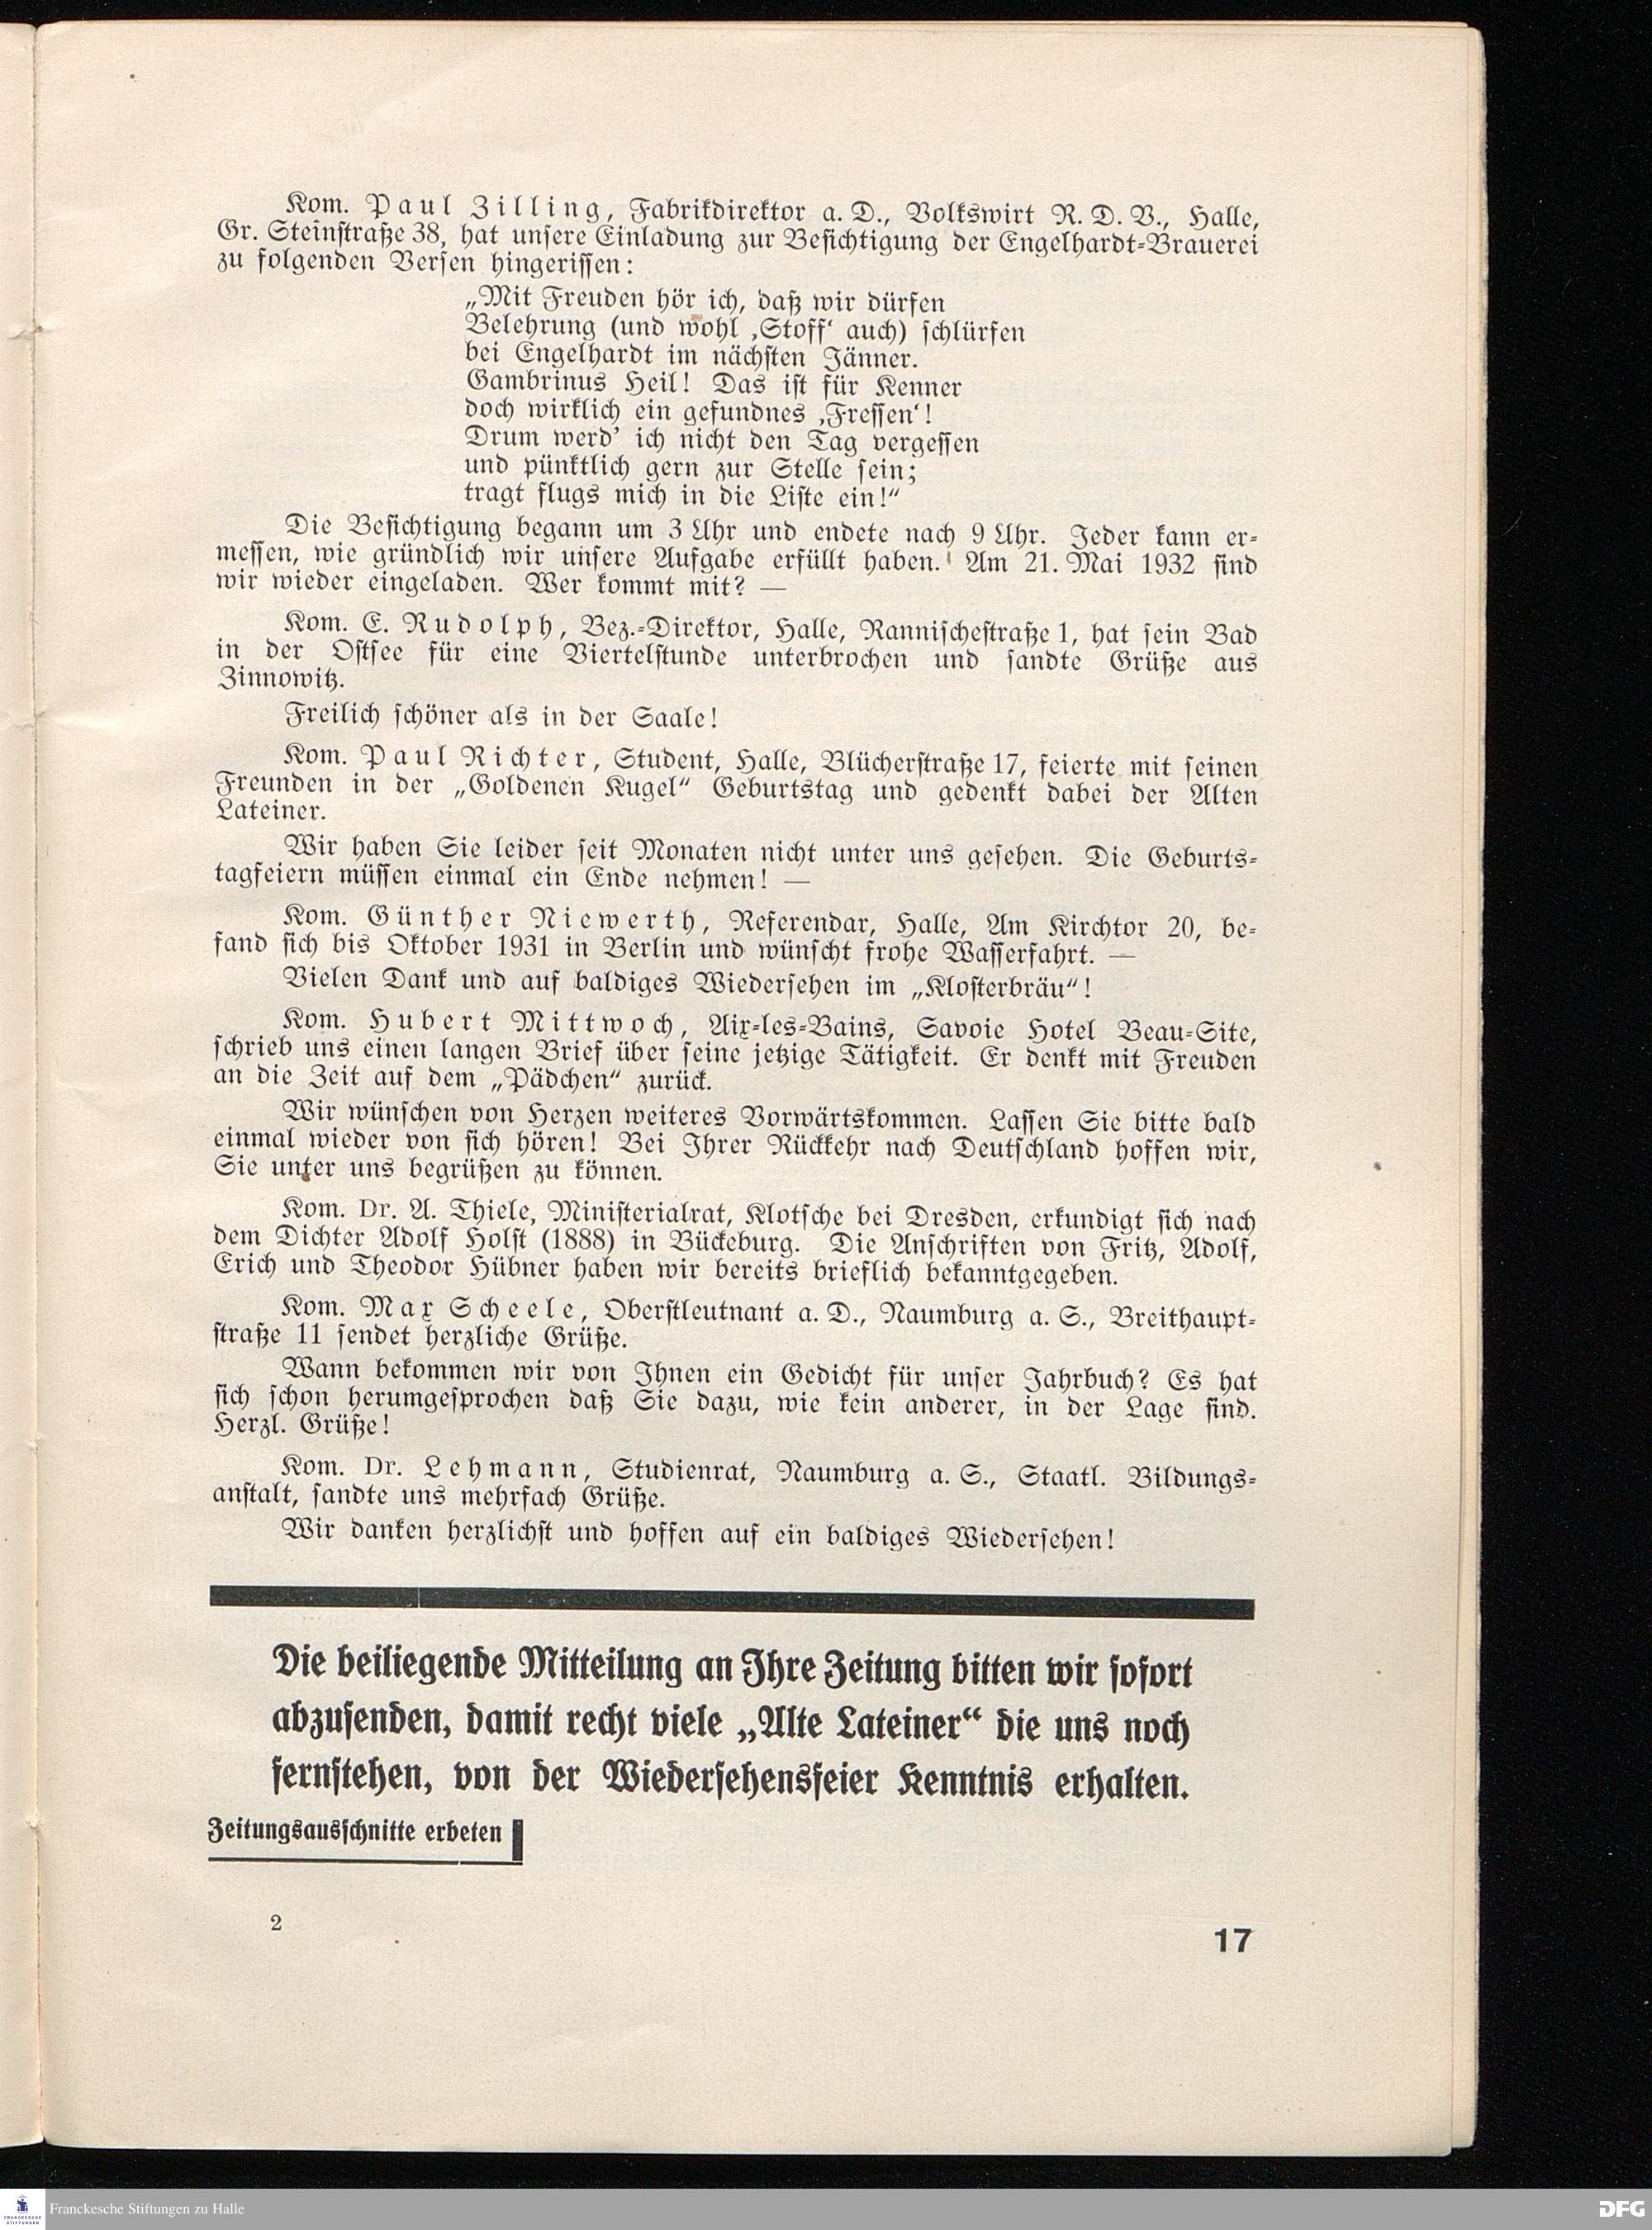 Kom. Paul Zilling, Fabrikdirektor a. D., Volkswirt R. D. V., Halle,
Gr. Steinstraße 38, hat unsere Einladung zur Besichtigung der Engelhardt-Brauerei
zu folgenden Versen hingerissen:
„Mit Freuden hör ich, daß wir dürfen
Belehrung (und wohl ‚Stoff‘ auch) schlürfen
bei Engelhardt im nächsten Jänner.
Gambrinus Heil! Das ist für Kenner
doch wirklich ein gefundnes ‚Fressen‘!
Drum werd’ ich nicht den Tag vergessen
und pünktlich gern zur Stelle sein;
tragt flugs mich in die Liste ein!“
Die Besichtigung begann um 3 Uhr und endete nach 9 Uhr. Jeder kann er-
messen, wie gründlich wir unsere Aufgabe erfüllt haben. Am 21. Mai 1932 sind
wir wieder eingeladen. Wer kommt mit? —
Kom. E. Rudolph, Bez.-Direktor, Halle, Rannischestraße 1, hat sein Bad
in der Ostsee für eine Viertelstunde unterbrochen und sandte Grüße aus
Zinnowitz.
Freilich schöner als in der Saale!
Kom. Paul Richter, Student, Halle, Blücherstraße 17, feierte mit seinen
Freunden in der „Goldenen Kugel“ Geburtstag und gedenkt dabei der Alten
Lateiner.
Wir haben Sie leider seit Monaten nicht unter uns gesehen. Die Geburts-
tagfeiern müssen einmal ein Ende nehmen! —
Kom. Günther Niewerth, Referendar, Halle, Am Kirchtor 20, be-
fand sich bis Oktober 1931 in Berlin und wünscht frohe Wasserfahrt. —
Vielen Dank und auf baldiges Wiedersehen im „Klosterbräu“!
Kom. Hubert Mittwoch, Aix-les-Bains, Savoie Hotel Beau-Site,
schrieb uns einen langen Brief über seine jetzige Tätigkeit. Er denkt mit Freuden
an die Zeit auf dem „Pädchen“ zurück.
Wir wünschen von Herzen weiteres Vorwärtskommen. Lassen Sie bitte bald
einmal wieder von sich hören! Bei Ihrer Rückkehr nach Deutschland hoffen wir,
Sie unter uns begrüßen zu können.
Kom. Dr. A. Thiele, Ministerialrat, Klotsche bei Dresden, erkundigt sich nach
dem Dichter Adolf Holst (1888) in Bückeburg. Die Anschriften von Fritz, Adolf,
Erich und Theodor Hübner haben wir bereits brieflich bekanntgegeben.
Kom. Max Scheele, Oberstleutnant a. D., Naumburg a. S., Breithaupt-
straße 11 sendet herzliche Grüße.
Wann bekommen wir von Ihnen ein Gedicht für unser Jahrbuch? Es hat
sich schon herumgesprochen daß Sie dazu, wie kein anderer, in der Lage sind.
Herzl. Grüße!
Kom. Dr. Lehmann, Studienrat, Naumburg a. S., Staatl. Bildungs-
anstalt, sandte uns mehrfach Grüße.
Wir danken herzlichst und hoffen auf ein baldiges Wiedersehen!
Die beiliegende Mitteilung an Ihre Zeitung bitten wir sofort
abzusenden, damit recht viele „Alte Lateiner“ die uns noch
fernstehen, von der Wiedersehensfeier Kenntnis erhalten.
Zeitungsausschnitte erbeten
2
17
FRANCKESCHE STIFTUNGEN
Franckesche Stiftungen zu Halle
DFG